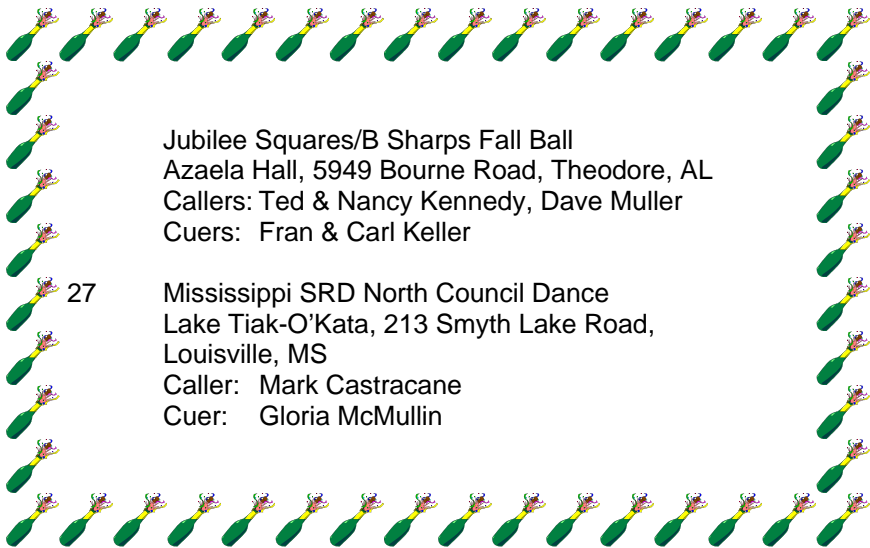 Jubilee Squares/B Sharps Fall Ball
Azaela Hall, 5949 Bourne Road, Theodore, AL
Callers: Ted & Nancy Kennedy, Dave Muller
Cuers: Fran & Carl Keller
27 Mississippi SRD North Council Dance
Lake Tiak-O'Kata, 213 Smyth Lake Road,
Louisville, MS
Caller: Mark Castracane
Cuer: Gloria McMullin